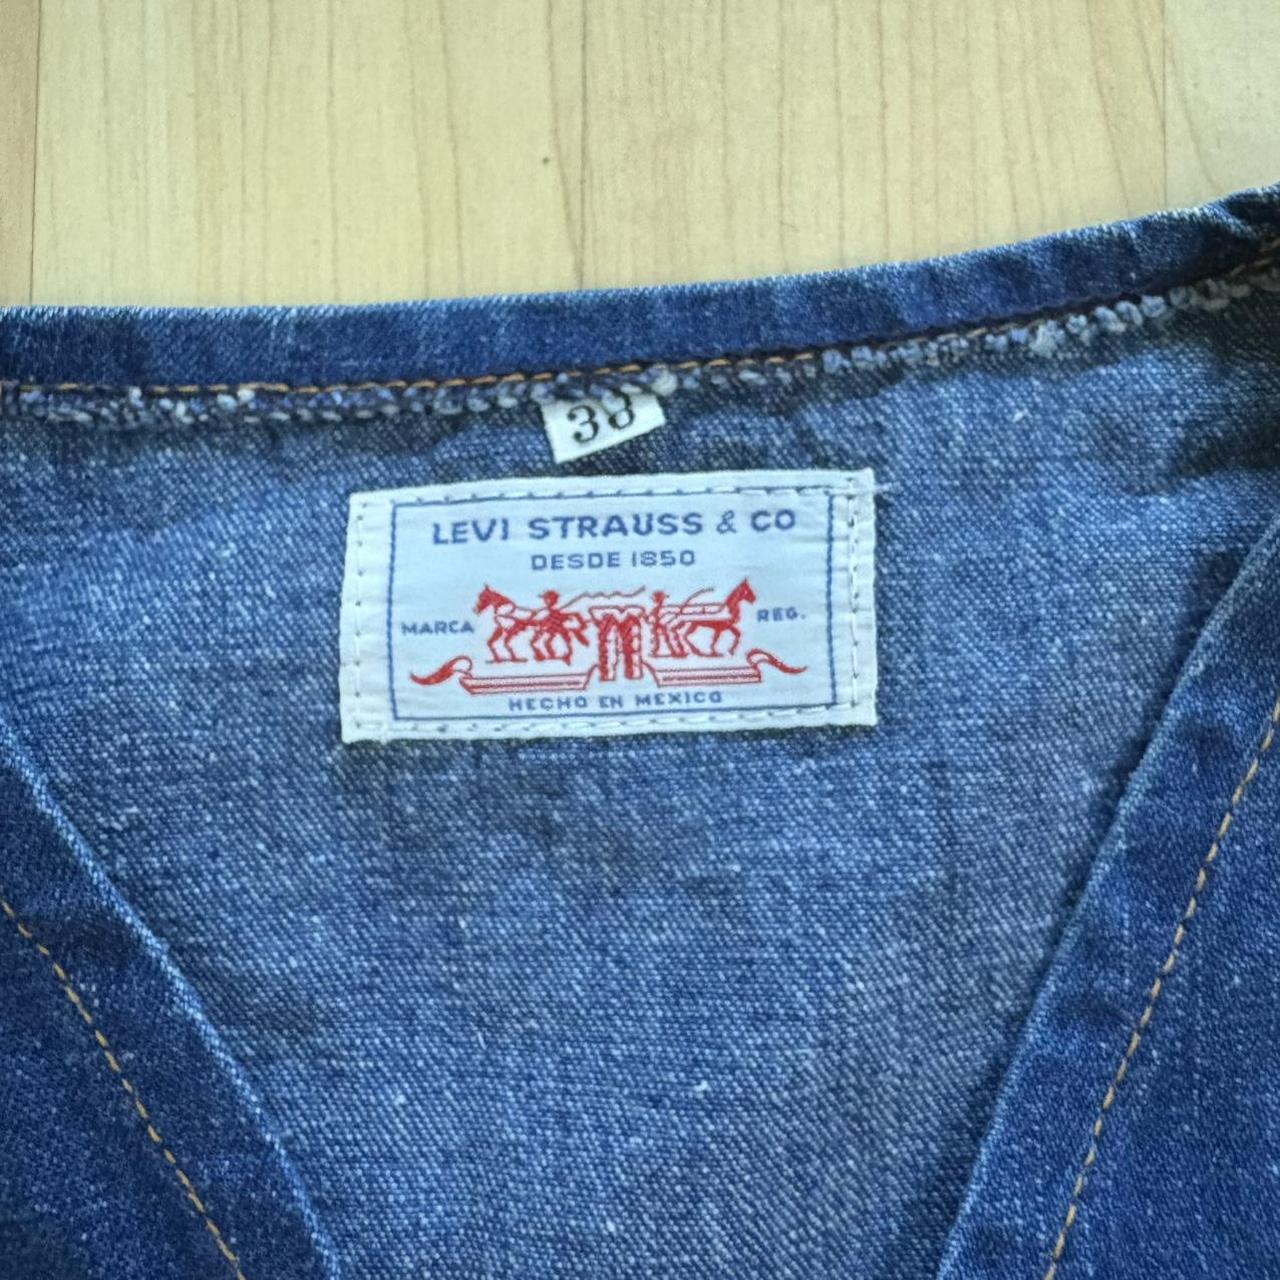 38
LEVI STRAUSS & CO
DESDE 1850
MARCA REG.
HECHO EN MEXICO